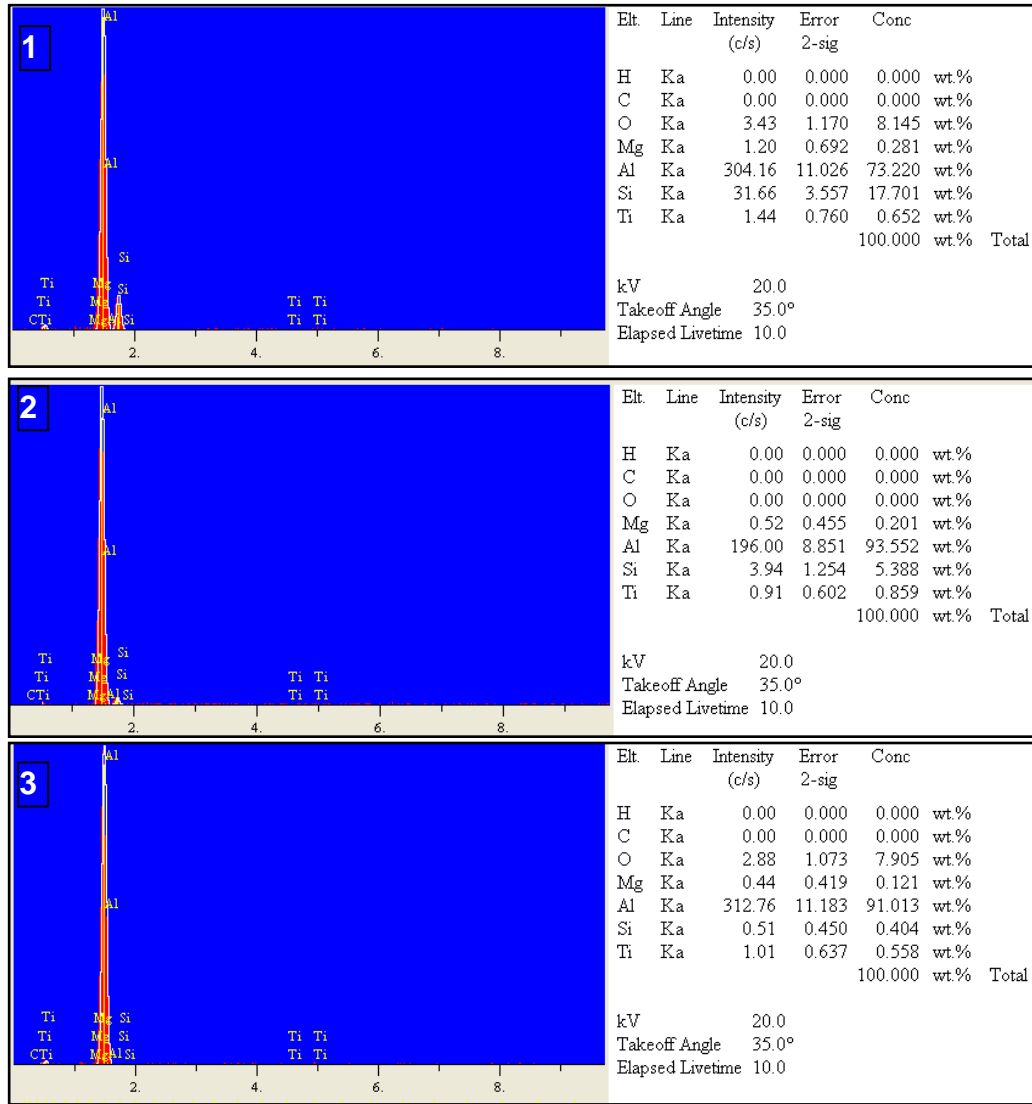 1
Al
Al
Si
Ti Mg Si
Ti Mg Ti Ti
CTi Mg Al Si Ti Ti
2. 4. 6. 8.
Elt. Line Intensity Error Conc
(c/s) 2-sig
H Ka 0.00 0.000 0.000 wt.%
C Ka 0.00 0.000 0.000 wt.%
O Ka 3.43 1.170 8.145 wt.%
Mg Ka 1.20 0.692 0.281 wt.%
Al Ka 304.16 11.026 73.220 wt.%
Si Ka 31.66 3.557 17.701 wt.%
Ti Ka 1.44 0.760 0.652 wt.%
100.000 wt.% Total
kV 20.0
Takeoff Angle 35.0°
Elapsed Livetime 10.0
2
Al
Al
Si
Ti Mg
Ti Mg Si Ti Ti
CTi Mg Al Si Ti Ti
2. 4. 6. 8.
Elt. Line Intensity Error Conc
(c/s) 2-sig
H Ka 0.00 0.000 0.000 wt.%
C Ka 0.00 0.000 0.000 wt.%
O Ka 0.00 0.000 0.000 wt.%
Mg Ka 0.52 0.455 0.201 wt.%
Al Ka 196.00 8.851 93.552 wt.%
Si Ka 3.94 1.254 5.388 wt.%
Ti Ka 0.91 0.602 0.859 wt.%
100.000 wt.% Total
kV 20.0
Takeoff Angle 35.0°
Elapsed Livetime 10.0
3
Al
Al
Ti Mg Si
Ti Mg Si Ti Ti
CTi Mg Al Si Ti Ti
2. 4. 6. 8.
Elt. Line Intensity Error Conc
(c/s) 2-sig
H Ka 0.00 0.000 0.000 wt.%
C Ka 0.00 0.000 0.000 wt.%
O Ka 2.88 1.073 7.905 wt.%
Mg Ka 0.44 0.419 0.121 wt.%
Al Ka 312.76 11.183 91.013 wt.%
Si Ka 0.51 0.450 0.404 wt.%
Ti Ka 1.01 0.637 0.558 wt.%
100.000 wt.% Total
kV 20.0
Takeoff Angle 35.0°
Elapsed Livetime 10.0